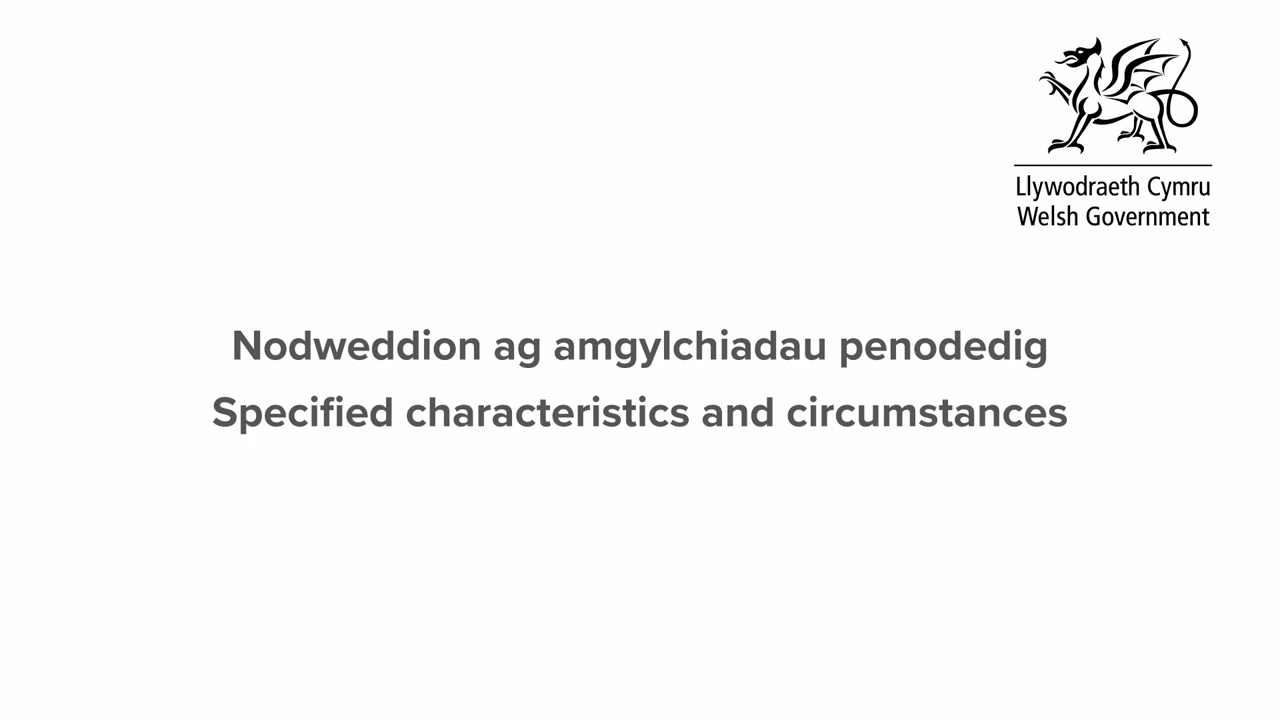 Llywodraeth Cymru
Welsh Government
Nodweddion ag amgylchiadau penodedig
Specified characteristics and circumstances